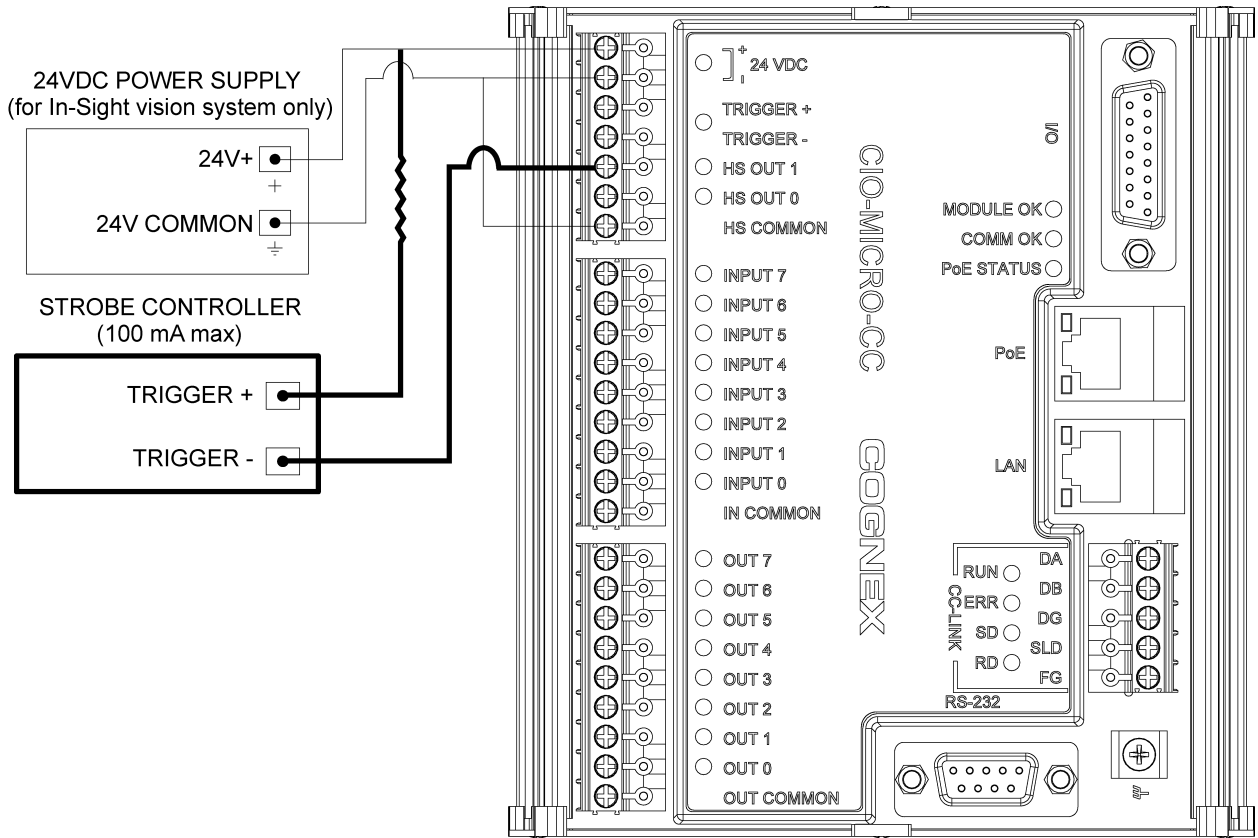 24VDC POWER SUPPLY
(for In-Sight vision system only)
24V+
+
24V COMMON
STROBE CONTROLLER
(100 mA max)
TRIGGER +
TRIGGER -
+
24 VDC
-
TRIGGER +
TRIGGER -
HS OUT 1
HS OUT 0
HS COMMON
INPUT 7
INPUT 6
INPUT 5
INPUT 4
INPUT 3
INPUT 2
INPUT 1
INPUT 0
IN COMMON
OUT 7
OUT 6
OUT 5
OUT 4
OUT 3
OUT 2
OUT 1
OUT 0
OUT COMMON
CIO-MICRO-CC
COGNEX
I/O
MODULE OK
COMM OK
PoE STATUS
PoE
LAN
CC-LINK
RUN
ERR
SD
RD
DA
DB
DG
SLD
FG
RS-232